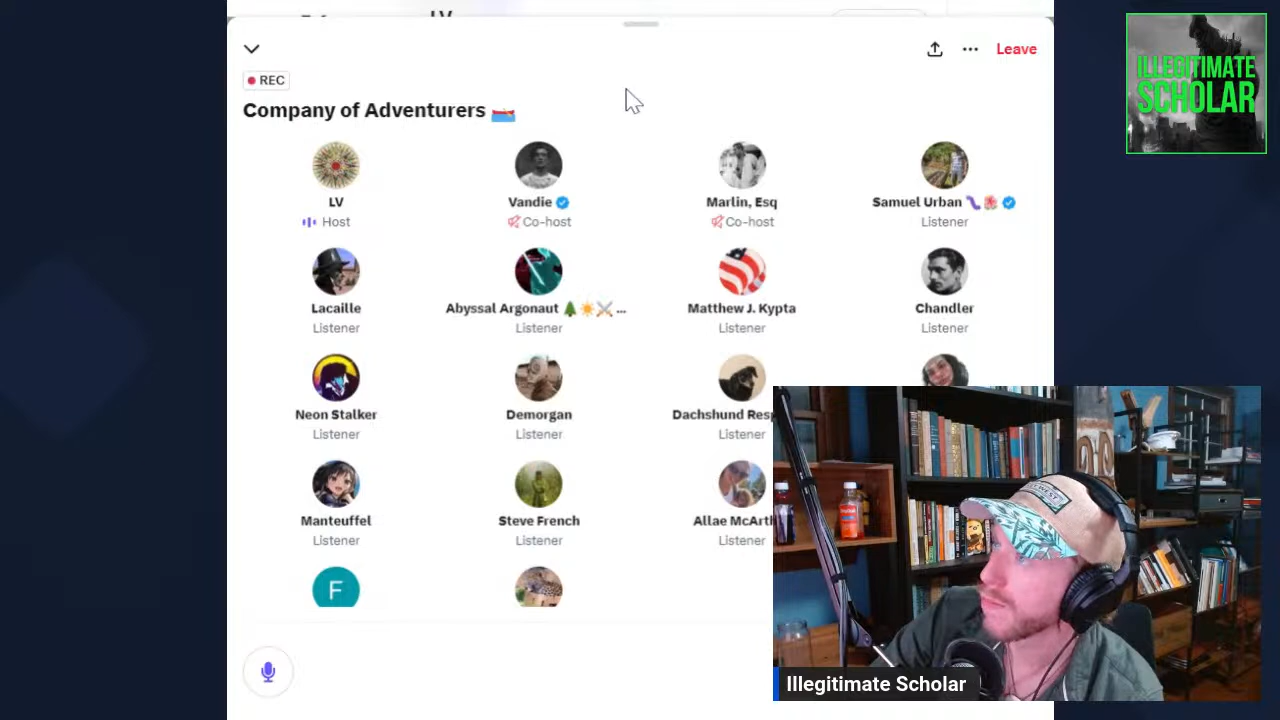 LV
Leave
REC
Company of Adventurers
LV
Host
Vandie
Co-host
Marlin, Esq
Co-host
Samuel Urban
Listener
Lacaille
Listener
Abyssal Argonaut 🌲☀️⚔️ ...
Listener
Matthew J. Kypta
Listener
Chandler
Listener
Neon Stalker
Listener
Demorgan
Listener
Dachshund Resp
Listener
Manteuffel
Listener
Steve French
Listener
Allae McArth
Listener
F
Illegitimate Scholar
ILLEGITIMATE
SCHOLAR